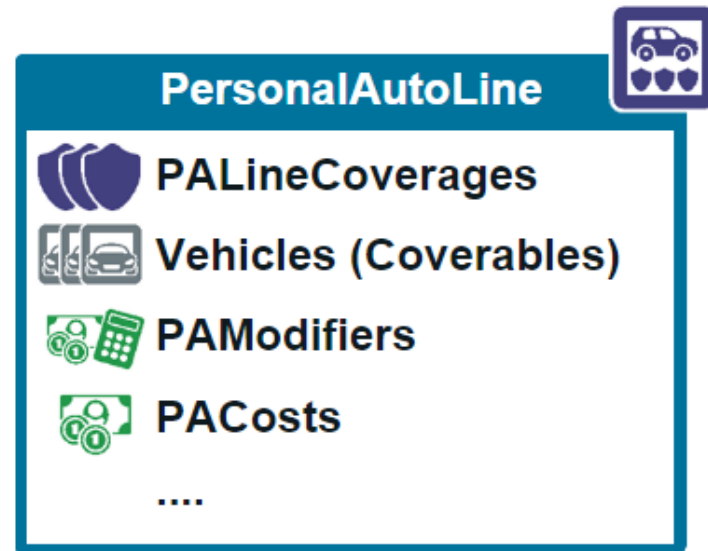 PersonalAutoLine
PALineCoverages
Vehicles (Coverables)
PAModifiers
PACosts
....